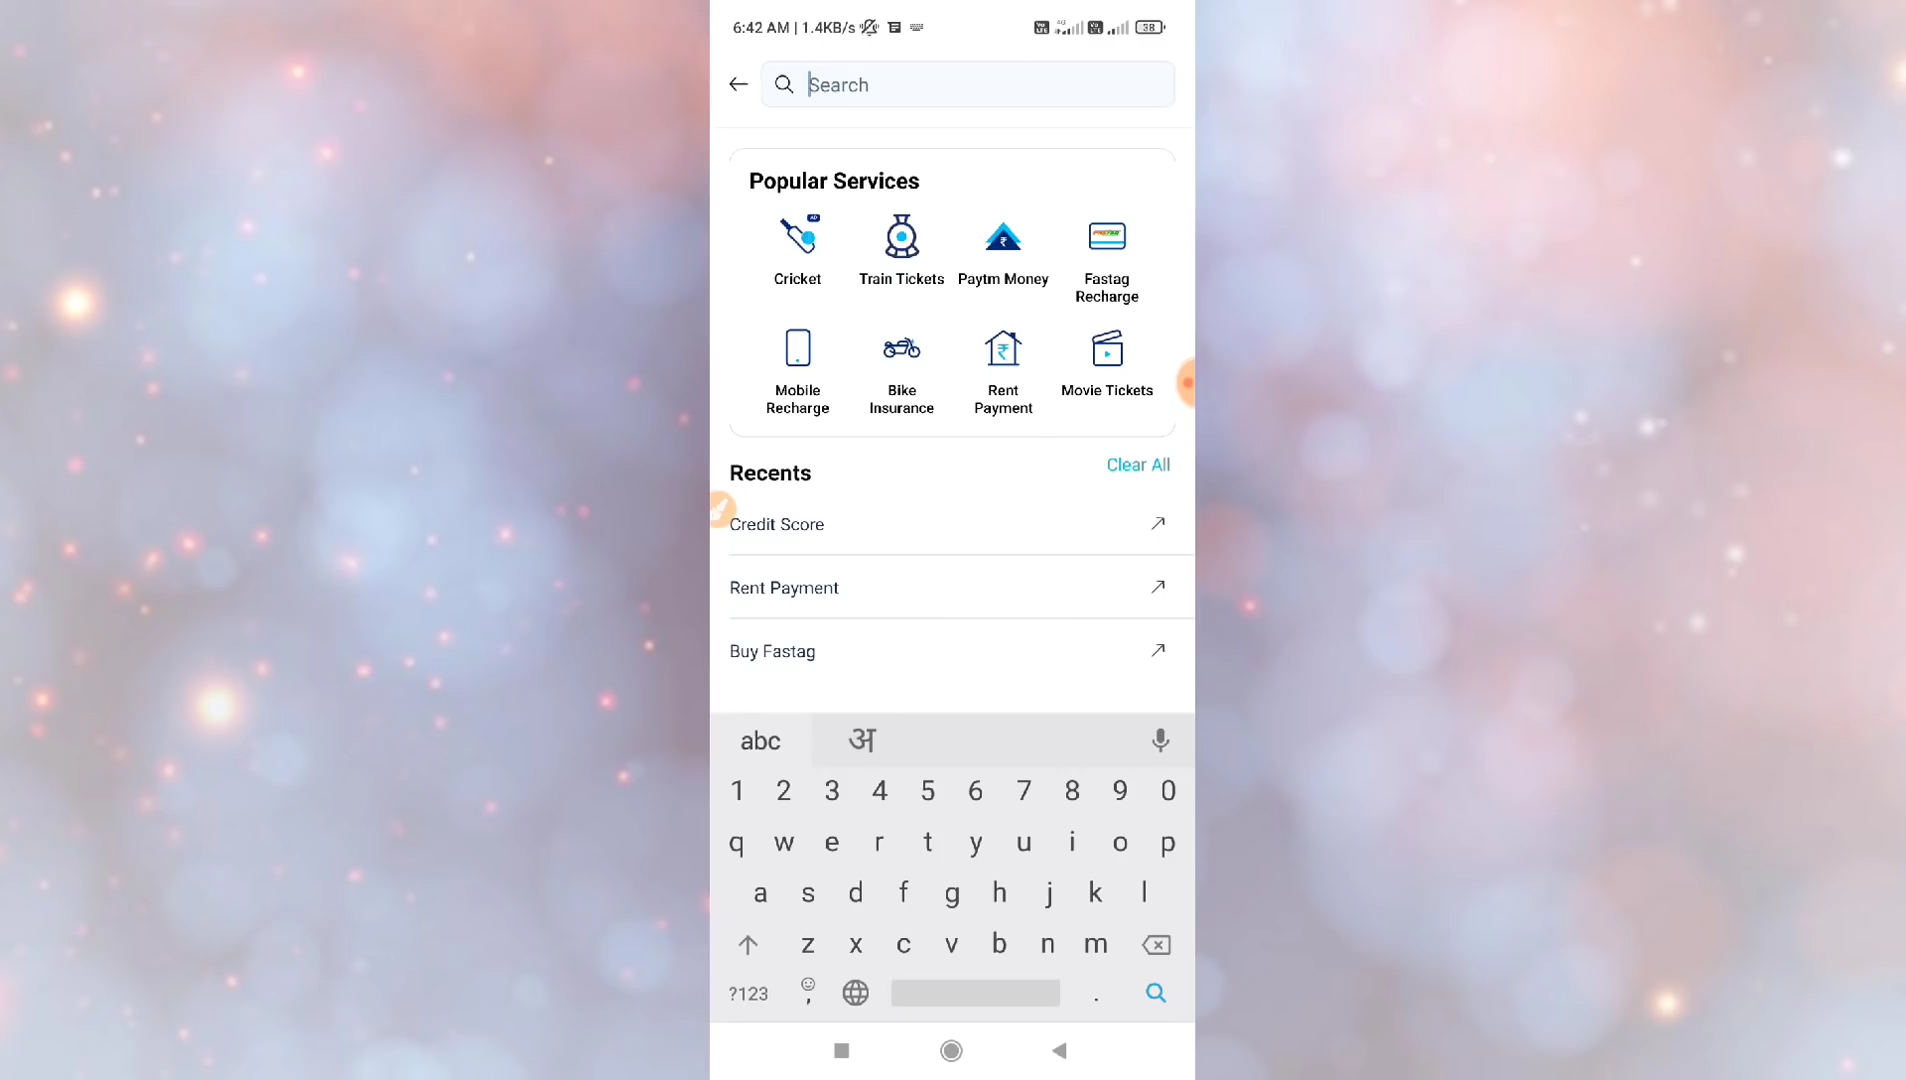 6:42 AM | 1.4KB/s 4G 38
Search
Popular Services
Cricket
Train Tickets
Paytm Money
Fastag
Recharge
Mobile
Recharge
Bike
Insurance
Rent
Payment
Movie Tickets
Recents
Clear All
Credit Score
Rent Payment
Buy Fastag
abc अ
1 2 3 4 5 6 7 8 9 0
q w e r t y u i o p
a s d f g h j k l
z x c v b n m
?123 , .